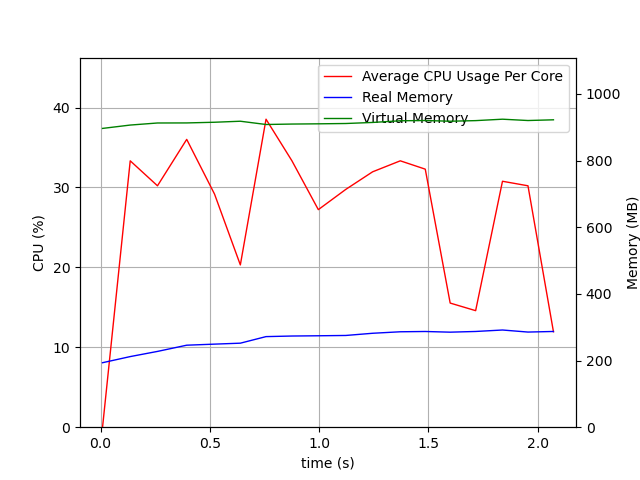 Average CPU Usage Per Core
Real Memory
Virtual Memory
CPU (%)
40
30
20
10
0
Memory (MB)
1000
800
600
400
200
0
0.0 0.5 1.0 1.5 2.0
time (s)